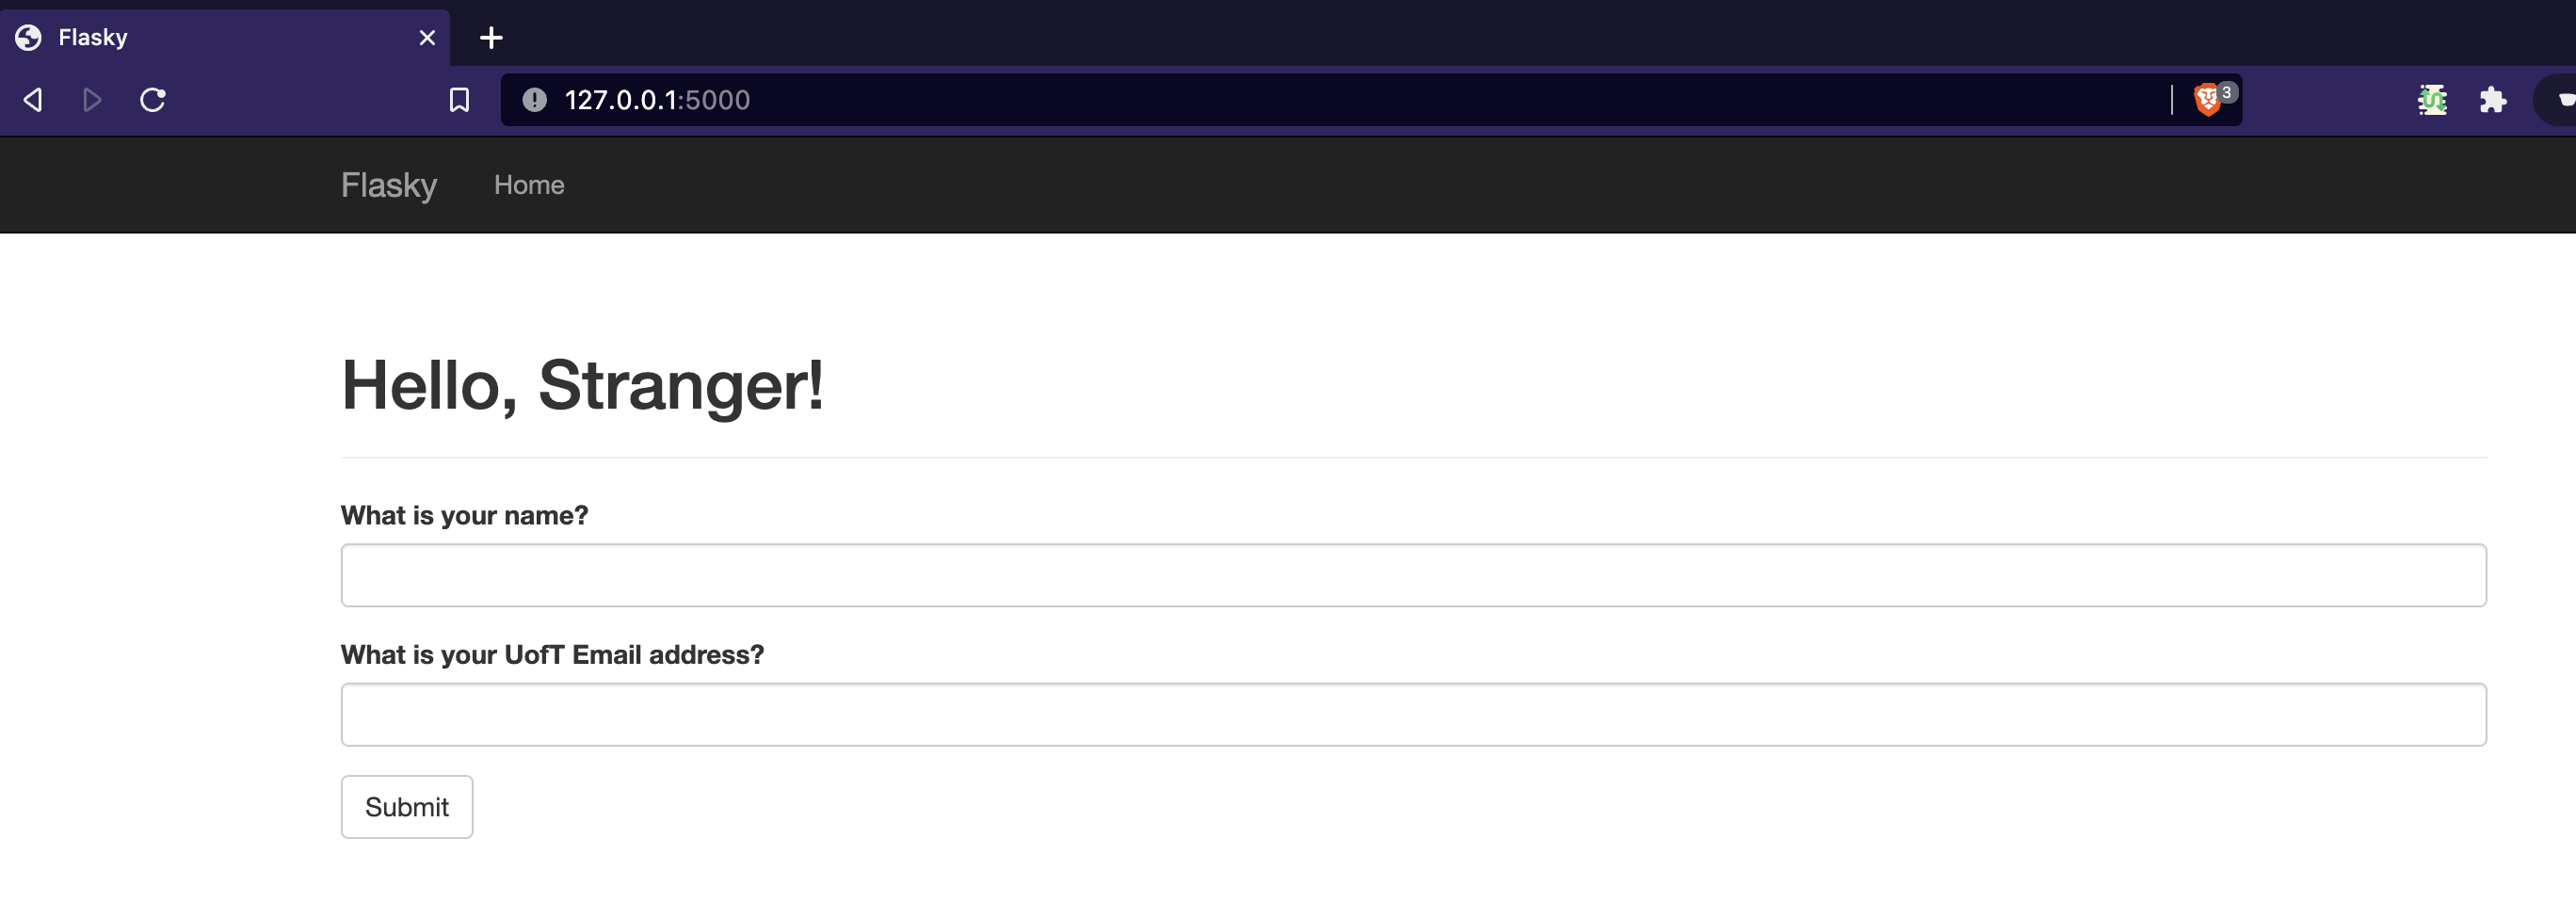 Flasky
127.0.0.1:5000
3
Flasky Home
Hello, Stranger!
What is your name?
What is your UofT Email address?
Submit